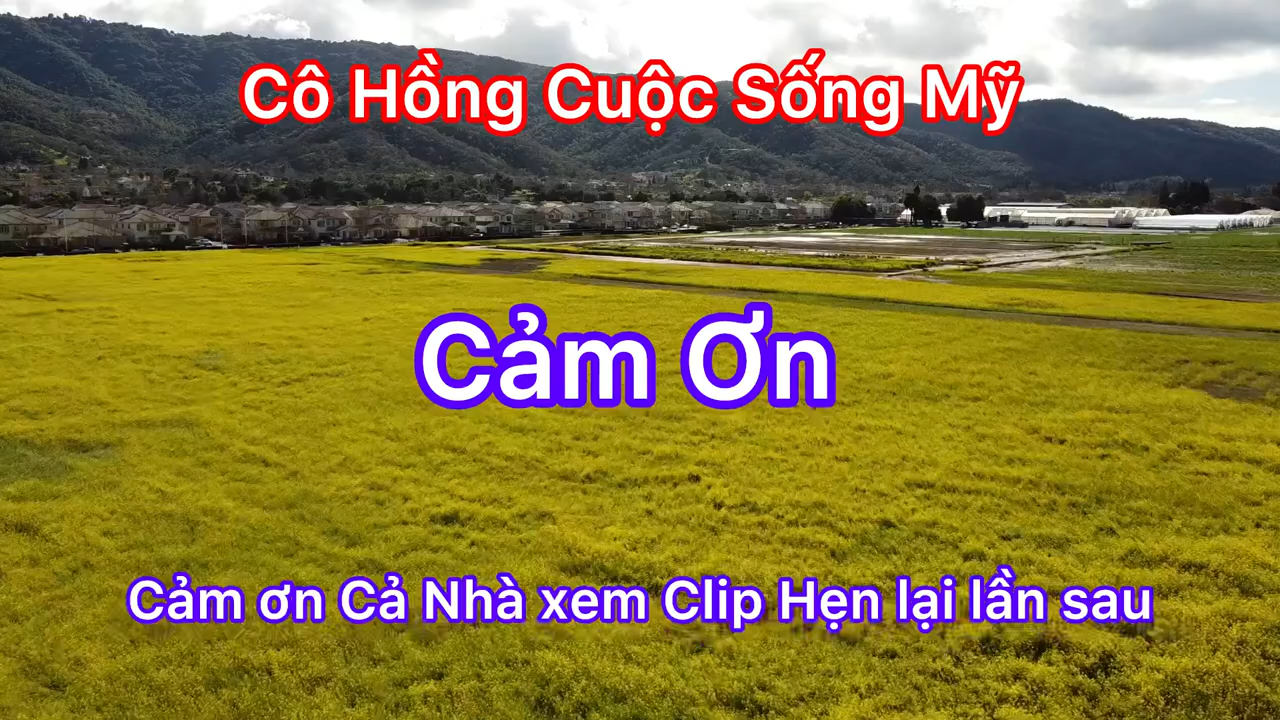 Cô Hồng Cuộc Sống Mỹ
Cảm Ơn
Cảm ơn Cả Nhà xem Clip Hẹn lại lần sau